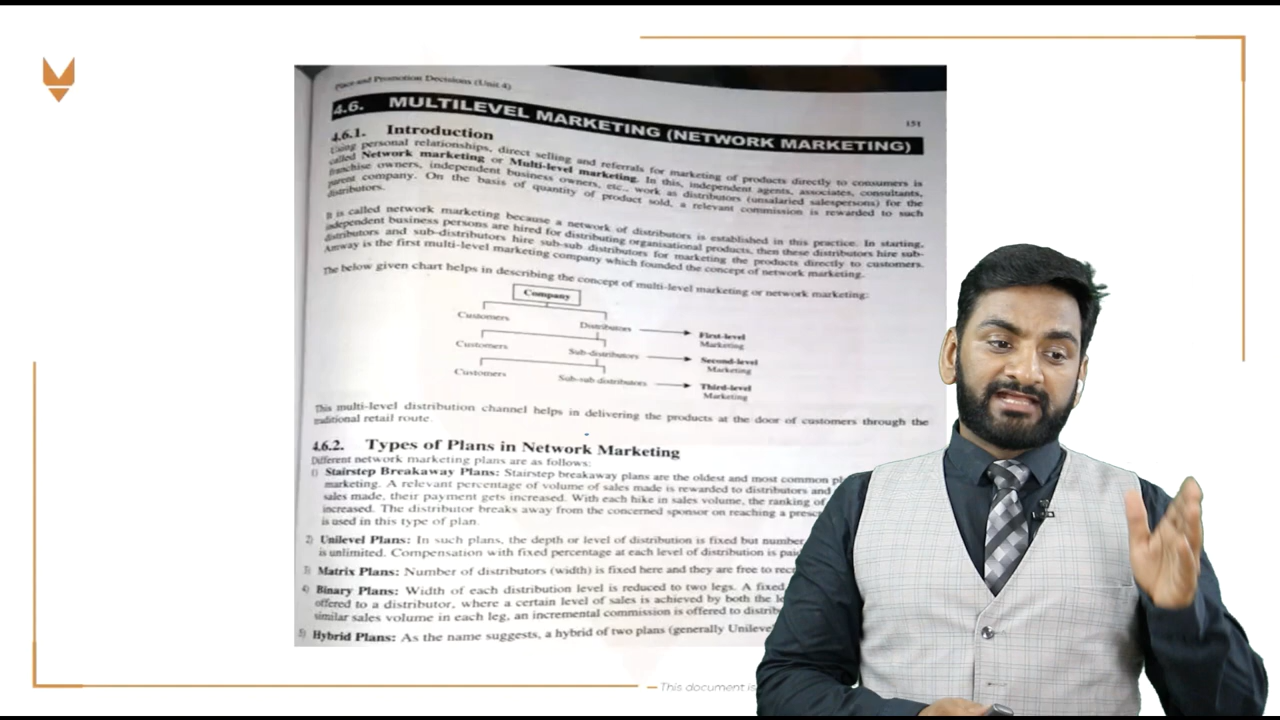 Place and Promotion Decisions (Unit 4)
151
4.6. MULTILEVEL MARKETING (NETWORK MARKETING)
4.6.1. Introduction
Using personal relationships, direct selling and referrals for marketing of products directly to consumers is
called Network marketing or Multi-level marketing. In this, independent agents, associates, consultants,
franchise owners, independent business owners, etc., work as distributors (unsalaried salespersons) for the
parent company. On the basis of quantity of product sold, a relevant commission is rewarded to such
distributors.
It is called network marketing because a network of distributors is established in this practice. In starting,
independent business persons are hired for distributing organisational products, then these distributors hire sub-
distributors and sub-distributors hire sub-sub distributors for marketing the products directly to customers.
Amway is the first multi-level marketing company which founded the concept of network marketing.
The below given chart helps in describing the concept of multi-level marketing or network marketing:
Company
Customers
Distributors
First-level
Marketing
Customers
Sub-distributors
Second-level
Marketing
Customers
Sub-sub distributors
Third-level
Marketing
This multi-level distribution channel helps in delivering the products at the door of customers through the
traditional retail route.
4.6.2. Types of Plans in Network Marketing
Different network marketing plans are as follows:
1) Stairstep Breakaway Plans: Stairstep breakaway plans are the oldest and most common
marketing. A relevant percentage of volume of sales made is rewarded to distributors and
sales made, their payment gets increased. With each hike in sales volume, the ranking of
increased. The distributor breaks away from the concerned sponsor on reaching a
is used in this type of plan.
2) Unilevel Plans: In such plans, the depth or level of distribution is fixed but number
is unlimited. Compensation with fixed percentage at each level of distribution is
3) Matrix Plans: Number of distributors (width) is fixed here and they are free to
4) Binary Plans: Width of each distribution level is reduced to two legs. A fixed
offered to a distributor, where a certain level of sales is achieved by both the
similar sales volume in each leg, an incremental commission is offered to
5) Hybrid Plans: As the name suggests, a hybrid of two plans (generally
This document is